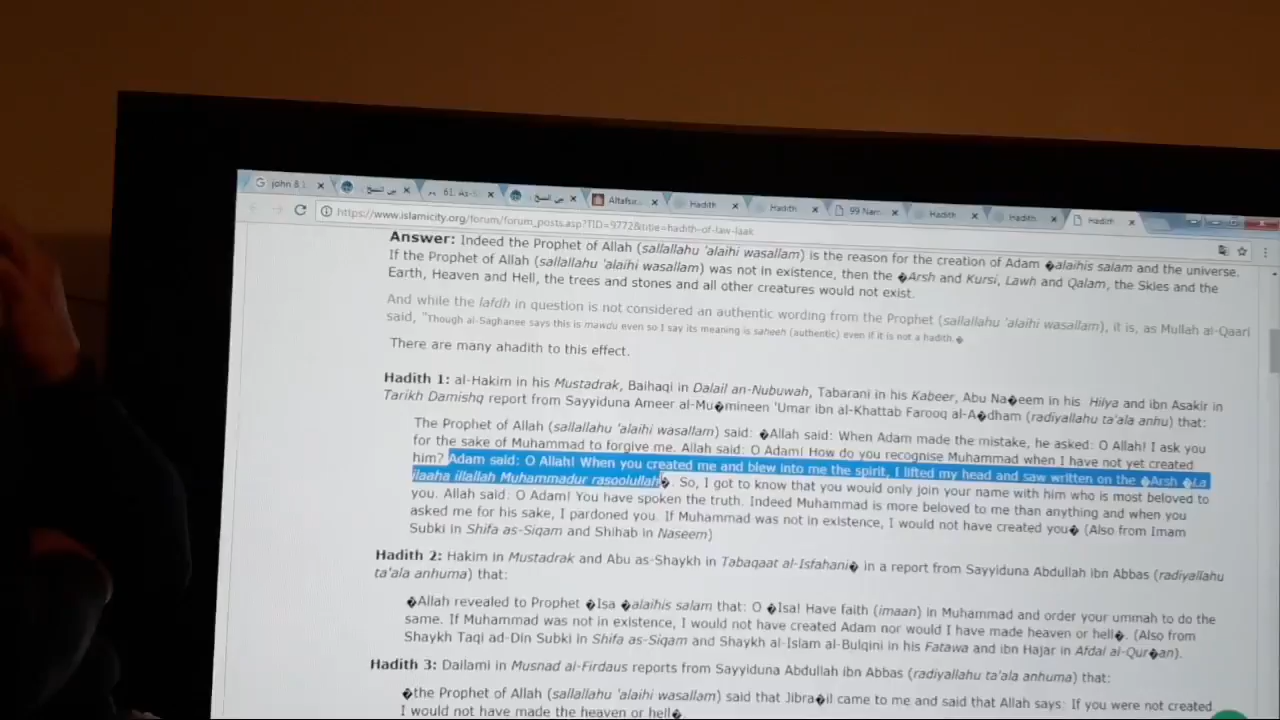 john 8:1
Altafsir.
Hadith
Hadith
99 Nam
Hadith
Hadith
Hadith
https://www.islamicity.org/forum/forum_posts.asp?TID=9772&title=hadith-of-law-laak
Answer: Indeed the Prophet of Allah (sallallahu 'alaihi wasallam) is the reason for the creation of Adam �alaihis salam and the universe.
If the Prophet of Allah (sallallahu 'alaihi wasallam) was not in existence, then the �Arsh and Kursi, Lawh and Qalam, the Skies and the
Earth, Heaven and Hell, the trees and stones and all other creatures would not exist.
And while the lafdh in question is not considered an authentic wording from the Prophet (sallallahu 'alaihi wasallam), it is, as Mullah al-Qaari
said, "Though al-Saghanee says this is mawdu even so I say its meaning is saheeh (authentic) even if it is not a hadith.�
There are many ahadith to this effect.
Hadith 1: al-Hakim in his Mustadrak, Baihaqi in Dalail an-Nubuwah, Tabarani in his Kabeer, Abu Na�eem in his Hilya and ibn Asakir in
Tarikh Damishq report from Sayyiduna Ameer al-Mu�mineen 'Umar ibn al-Khattab Farooq al-A�dham (radiyallahu ta'ala anhu) that:
The Prophet of Allah (sallallahu 'alaihi wasallam) said: �Allah said: When Adam made the mistake, he asked: O Allah! I ask you
for the sake of Muhammad to forgive me. Allah said: O Adam! How do you recognise Muhammad when I have not yet created
him? Adam said: O Allah! When you created me and blew into me the spirit, I lifted my head and saw written on the �Arsh �La
ilaaha illallah Muhammadur rasoolullah�. So, I got to know that you would only join your name with him who is most beloved to
you. Allah said: O Adam! You have spoken the truth. Indeed Muhammad is more beloved to me than anything and when you
asked me for his sake, I pardoned you. If Muhammad was not in existence, I would not have created you� (Also from Imam
Subki in Shifa as-Siqam and Shihab in Naseem)
Hadith 2: Hakim in Mustadrak and Abu as-Shaykh in Tabaqaat al-Isfahani� in a report from Sayyiduna Abdullah ibn Abbas (radiyallahu
ta'ala anhuma) that:
�Allah revealed to Prophet �Isa �alaihis salam that: O �Isa! Have faith (imaan) in Muhammad and order your ummah to do the
same. If Muhammad was not in existence, I would not have created Adam nor would I have made heaven or hell�. (Also from
Shaykh Taqi ad-Din Subki in Shifa as-Siqam and Shaykh al-Islam al-Bulqini in his Fatawa and ibn Hajar in Afdal al-Qur�an).
Hadith 3: Dailami in Musnad al-Firdaus reports from Sayyiduna Abdullah ibn Abbas (radiyallahu ta'ala anhuma) that:
�the Prophet of Allah (sallallahu 'alaihi wasallam) said that Jibra�il came to me and said that Allah says: If you were not created
I would not have made the heaven or hell�.